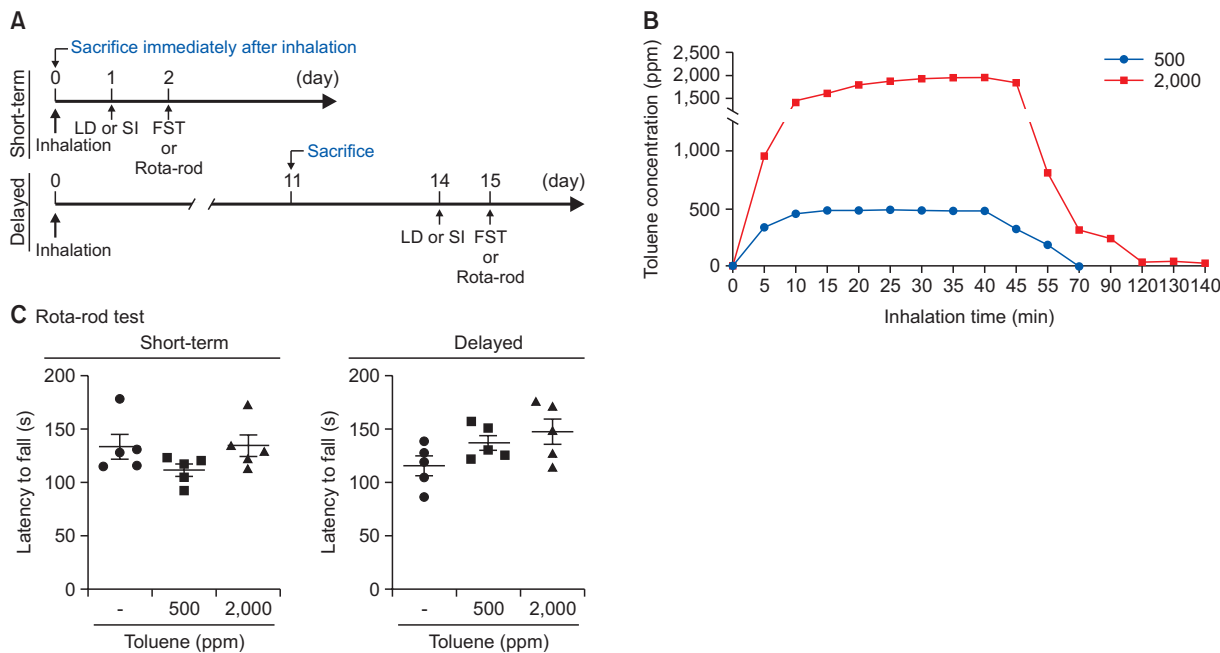 A
Sacrifice immediately after inhalation
0 1 2 (day)
Short-term
Inhalation
LD or SI
FST
or
Rota-rod
Sacrifice
0 11 14 15 (day)
Delayed
Inhalation
LD or SI
FST
or
Rota-rod
B
Toluene concentration (ppm)
2,500
2,000
1,500
1,000
500
0
500
2,000
0 5 10 15 20 25 30 35 40 45 55 70 90 120 130 140
Inhalation time (min)
C Rota-rod test
Short-term
Latency to fall (s)
200
150
100
50
0
- 500 2,000
Toluene (ppm)
Delayed
Latency to fall (s)
200
150
100
50
0
- 500 2,000
Toluene (ppm)